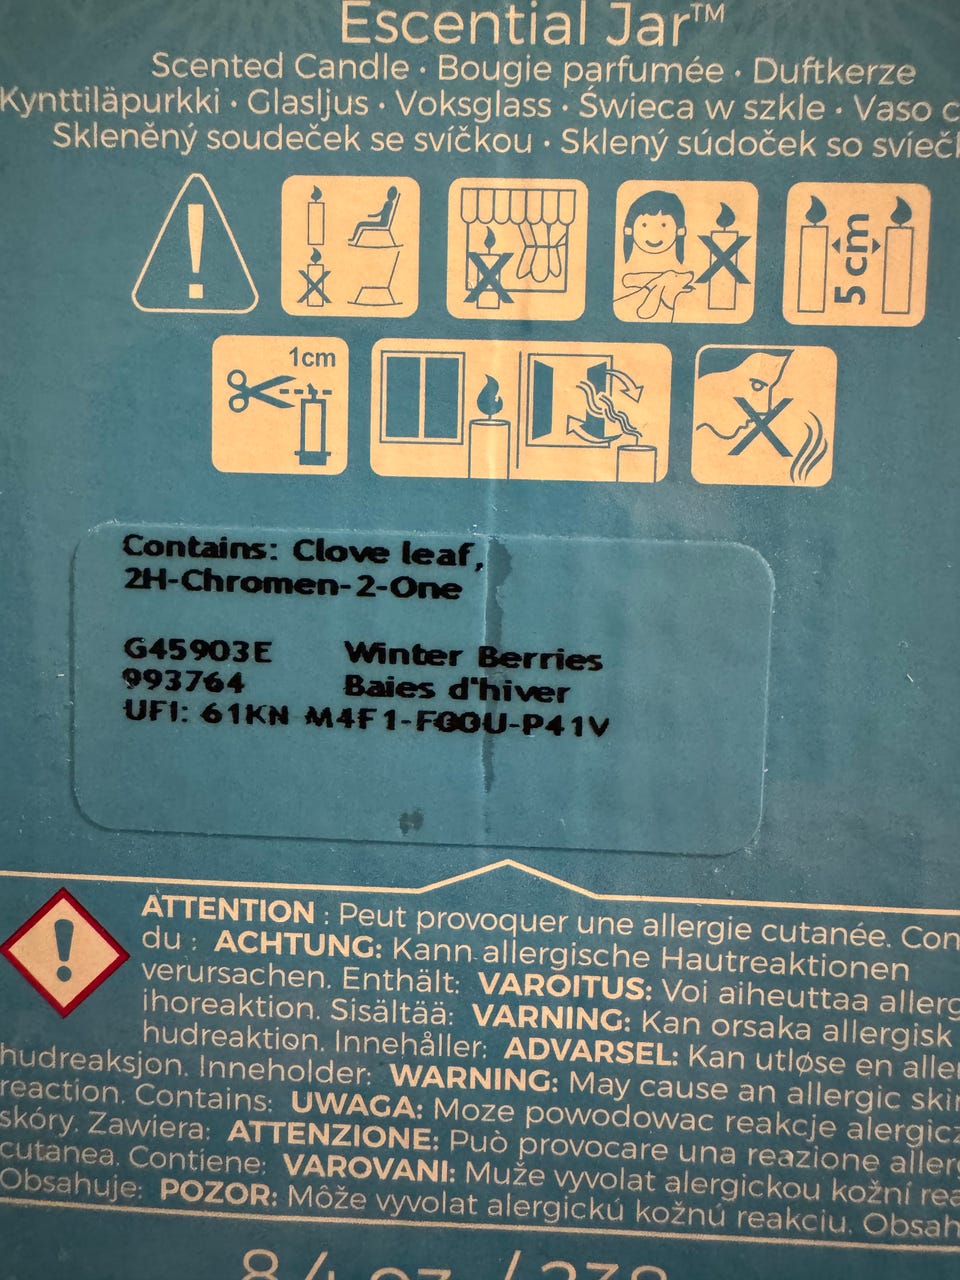 Escential Jar™
Scented Candle · Bougie parfumée · Duftkerze
Kynttiläpurkki · Glasljus · Voksglass · Świeca w szkle · Vaso
Skleněný soudeček se svíčkou · Sklený súdoček so
5 cm
1cm
Contains: Clove leaf,
2H-Chromen-2-One
G45903E Winter Berries
993764 Baies d'hiver
UFI: 61KN M4F1-F00U-P41V
ATTENTION : Peut provoquer une allergie cutanée.
du : ACHTUNG: Kann allergische Hautreaktionen
verursachen. Enthält: VAROITUS: Voi aiheuttaa
ihoreaktion. Sisältää: VARNING: Kan orsaka allergisk
hudreaktion. Innehåller: ADVARSEL: Kan utløse en
hudreaksjon. Inneholder: WARNING: May cause an allergic
reaction. Contains: UWAGA: Moze powodowac reakcje
skóry. Zawiera: ATTENZIONE: Può provocare una reazione
cutanea. Contiene: VAROVANI: Muže vyvolat alergickou kožní
Obsahuje: POZOR: Môže vyvolať alergickú kožnú reakciu.